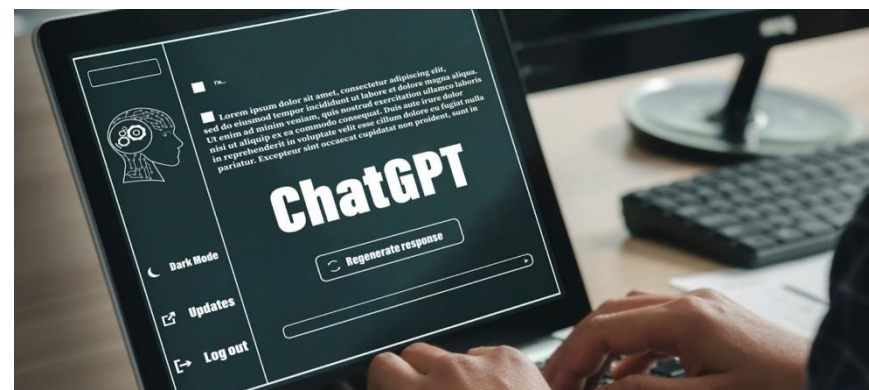 I'm...
Lorem ipsum dolor sit amet, consectetur adipiscing elit,
sed do eiusmod tempor incididunt ut labore et dolore magna aliqua.
Ut enim ad minim veniam, quis nostrud exercitation ullamco laboris
nisi ut aliquip ex ea commodo consequat. Duis aute irure dolor
in reprehenderit in voluptate velit esse cillum dolore eu fugiat nulla
pariatur. Excepteur sint occaecat cupidatat non proident, sunt in
ChatGPT
Regenerate response
Dark Mode
Updates
Log out